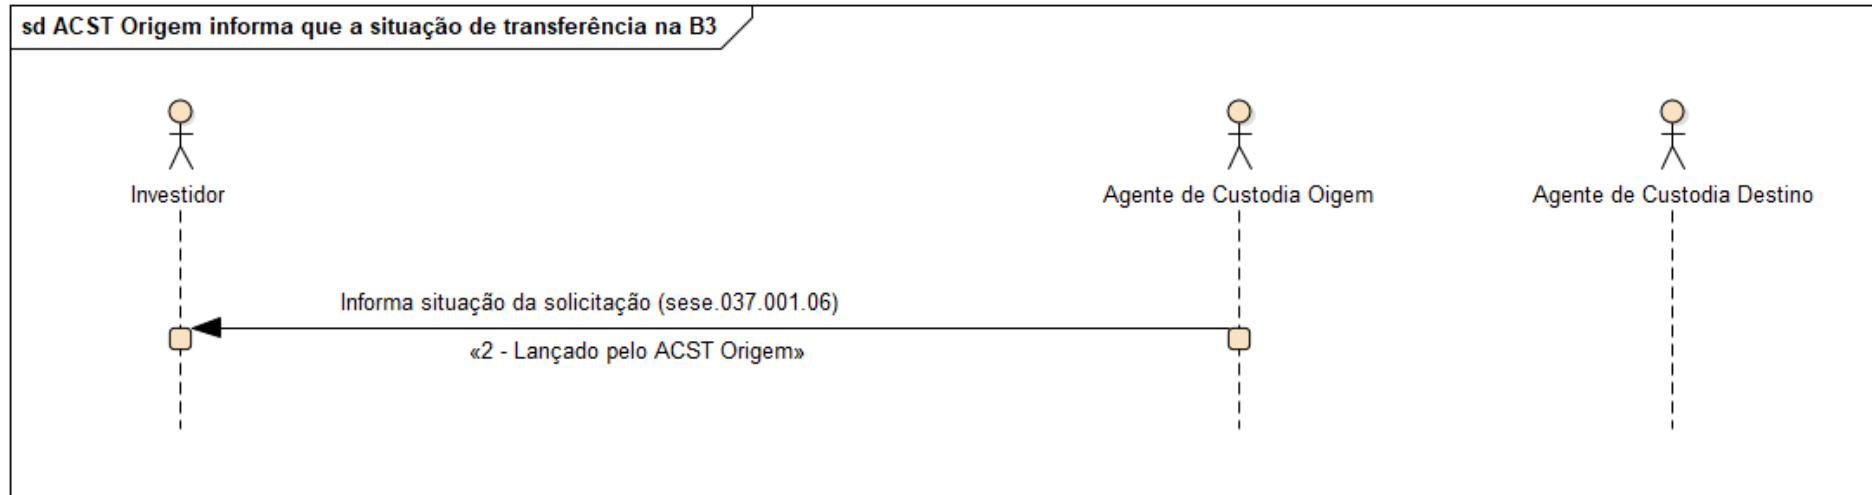 sd ACST Origem informa que a situação de transferência na B3
Investidor
Agente de Custodia Oigem
Agente de Custodia Destino
Informa situação da solicitação (sese.037.001.06)
«2 - Lançado pelo ACST Origem»